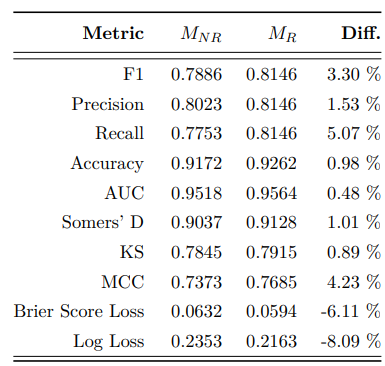 Metric M_NR M_R Diff.
F1 0.7886 0.8146 3.30 %
Precision 0.8023 0.8146 1.53 %
Recall 0.7753 0.8146 5.07 %
Accuracy 0.9172 0.9262 0.98 %
AUC 0.9518 0.9564 0.48 %
Somers' D 0.9037 0.9128 1.01 %
KS 0.7845 0.7915 0.89 %
MCC 0.7373 0.7685 4.23 %
Brier Score Loss 0.0632 0.0594 -6.11 %
Log Loss 0.2353 0.2163 -8.09 %